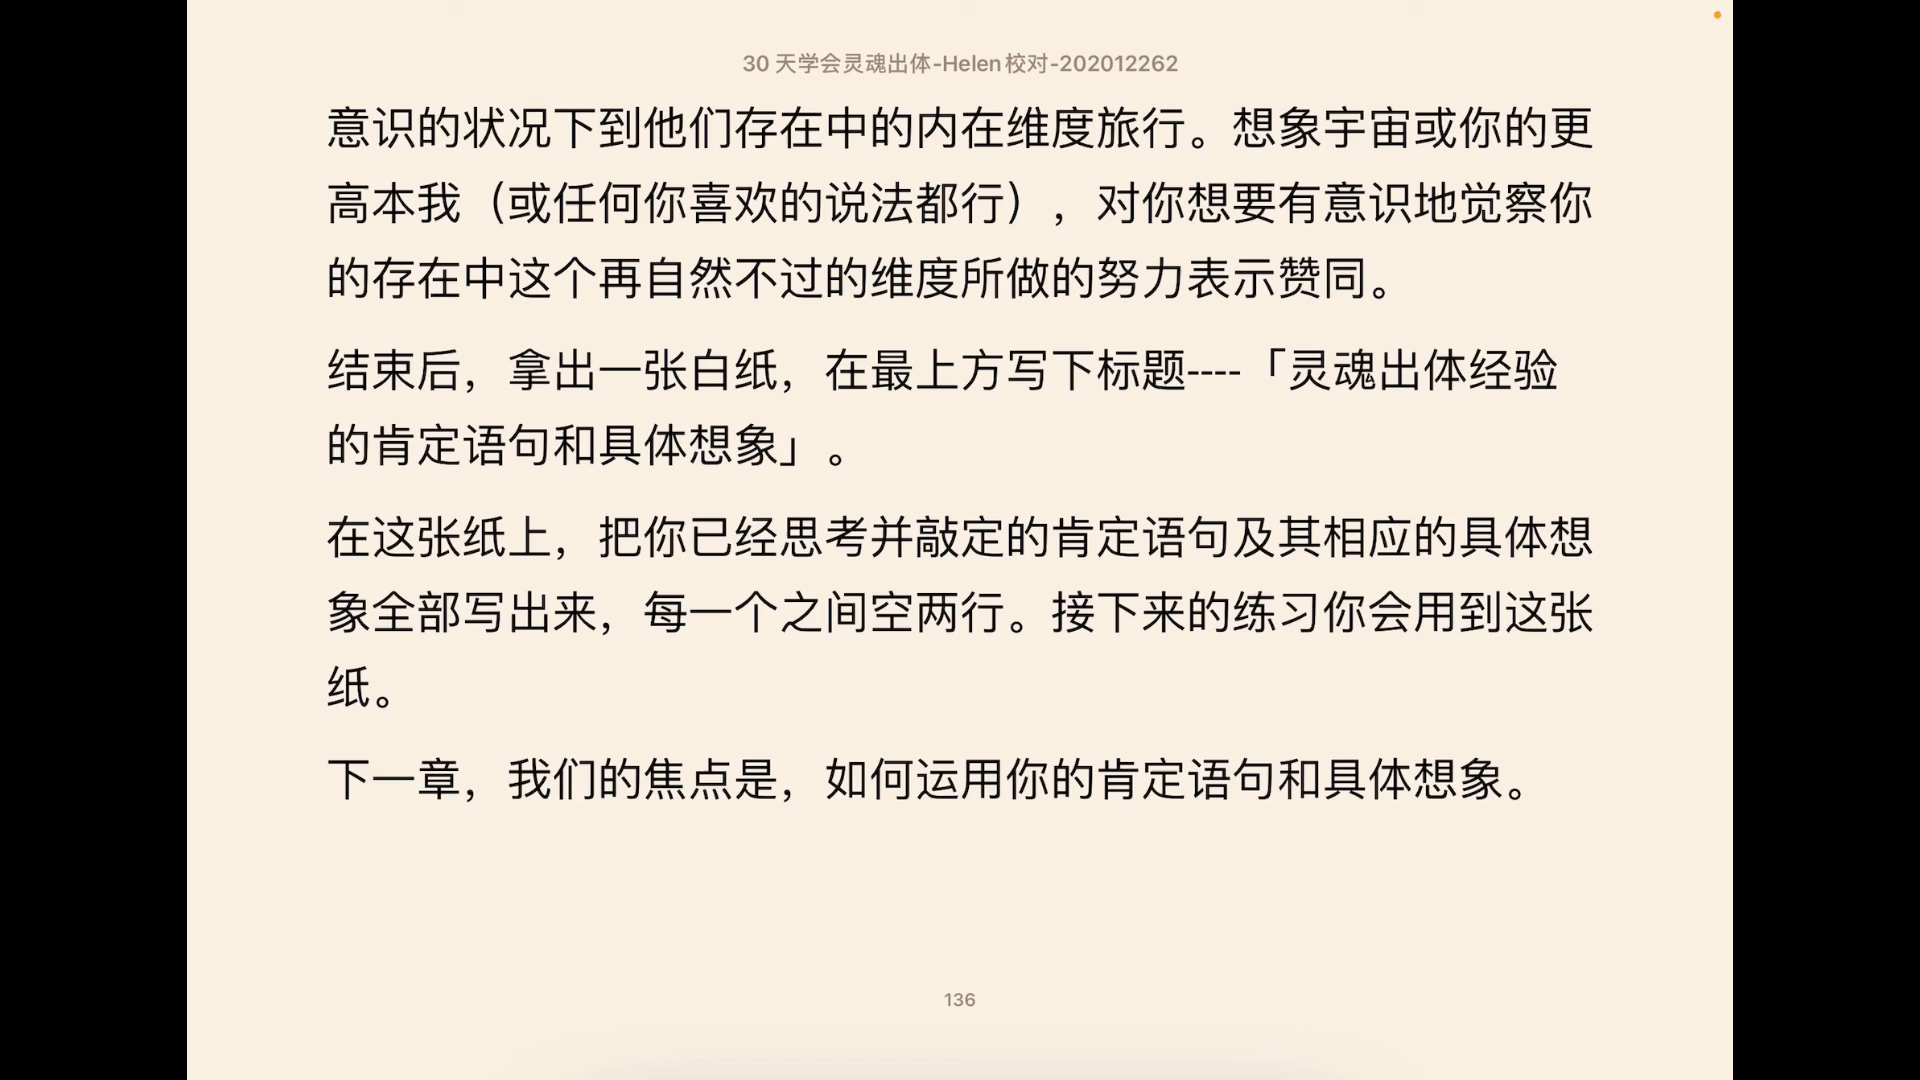 30 天学会灵魂出体-Helen校对-202012262
意识的状况下到他们存在中的内在维度旅行。想象宇宙或你的更
高本我（或任何你喜欢的说法都行），对你想要有意识地觉察你
的存在中这个再自然不过的维度所做的努力表示赞同。
结束后，拿出一张白纸，在最上方写下标题----「灵魂出体经验
的肯定语句和具体想象」。
在这张纸上，把你已经思考并敲定的肯定语句及其相应的具体想
象全部写出来，每一个之间空两行。接下来的练习你会用到这张
纸。
下一章，我们的焦点是，如何运用你的肯定语句和具体想象。
136